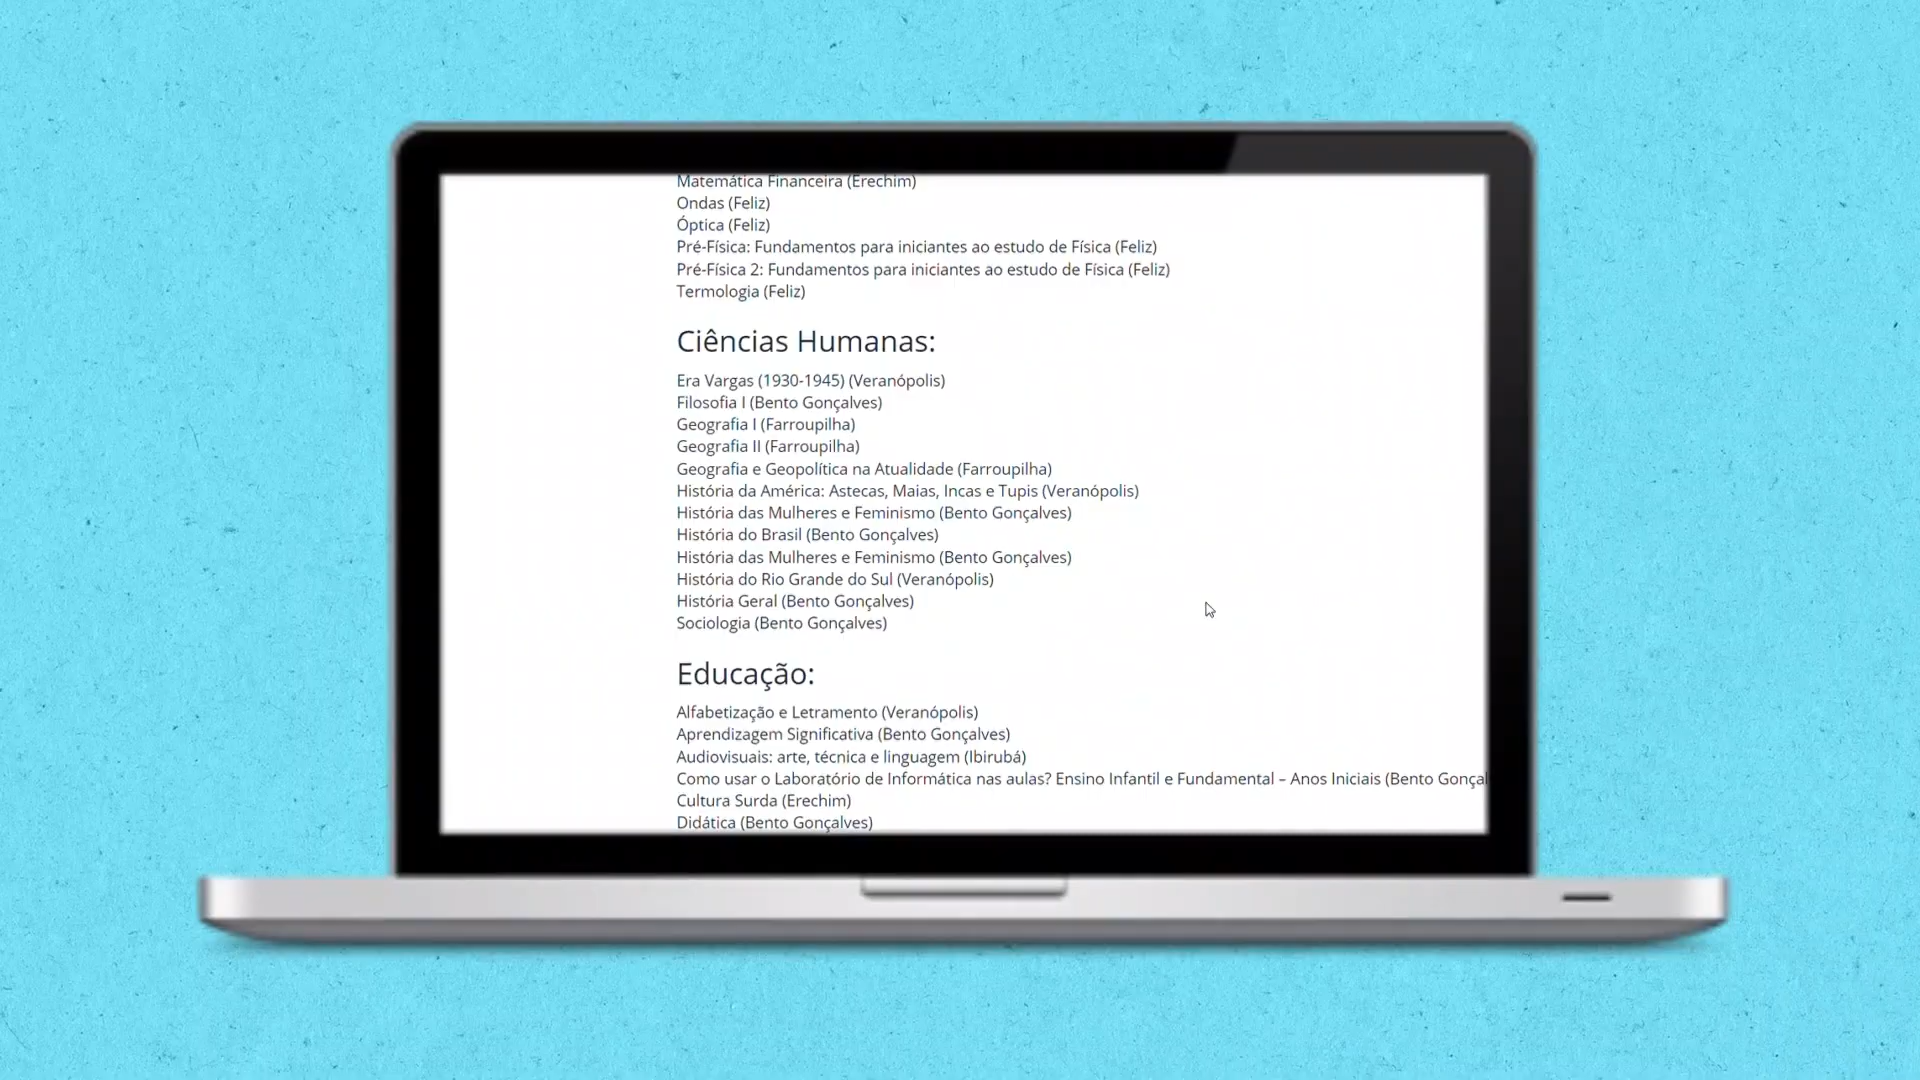 Matemática Financeira (Erechim)
Ondas (Feliz)
Óptica (Feliz)
Pré-Física: Fundamentos para iniciantes ao estudo de Física (Feliz)
Pré-Física 2: Fundamentos para iniciantes ao estudo de Física (Feliz)
Termologia (Feliz)
Ciências Humanas:
Era Vargas (1930-1945) (Veranópolis)
Filosofia I (Bento Gonçalves)
Geografia I (Farroupilha)
Geografia II (Farroupilha)
Geografia e Geopolítica na Atualidade (Farroupilha)
História da América: Astecas, Maias, Incas e Tupis (Veranópolis)
História das Mulheres e Feminismo (Bento Gonçalves)
História do Brasil (Bento Gonçalves)
História das Mulheres e Feminismo (Bento Gonçalves)
História do Rio Grande do Sul (Veranópolis)
História Geral (Bento Gonçalves)
Sociologia (Bento Gonçalves)
Educação:
Alfabetização e Letramento (Veranópolis)
Aprendizagem Significativa (Bento Gonçalves)
Audiovisuais: arte, técnica e linguagem (Ibirubá)
Como usar o Laboratório de Informática nas aulas? Ensino Infantil e Fundamental – Anos Iniciais (Bento Gonçal
Cultura Surda (Erechim)
Didática (Bento Gonçalves)